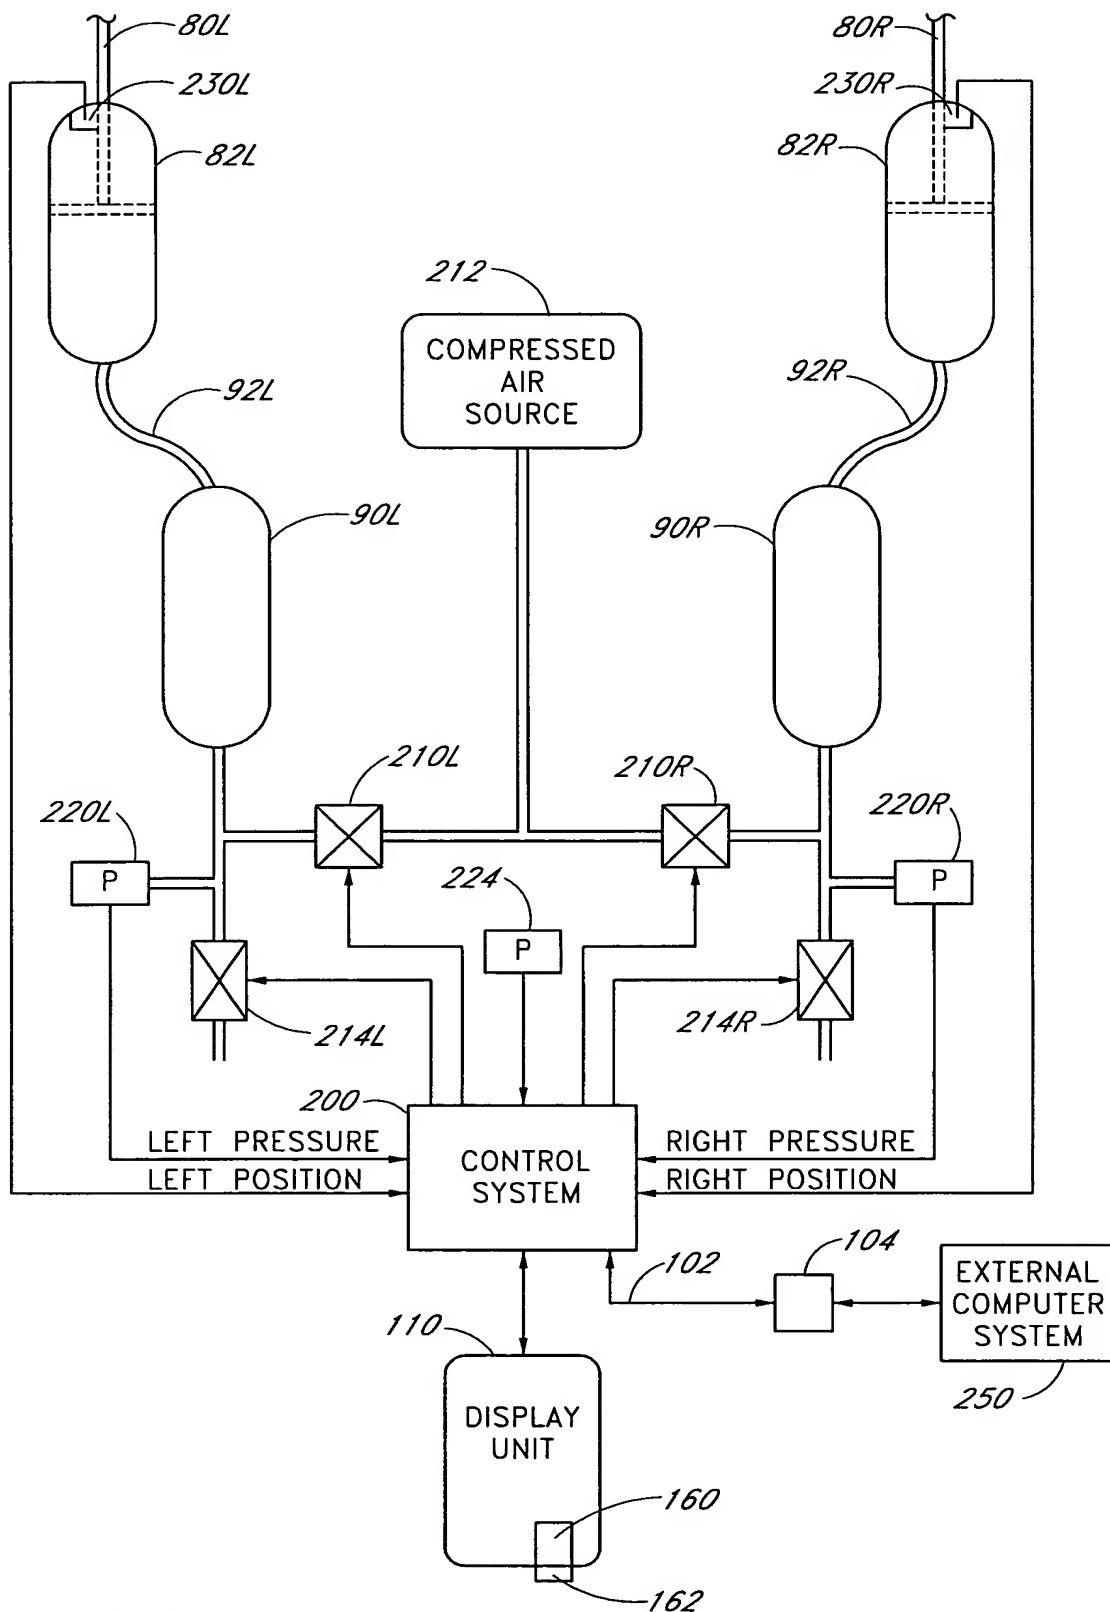 80L
80R
230L
230R
82L
82R
212
COMPRESSED
AIR
SOURCE
92L
92R
90L
90R
210L
210R
220L
220R
P
224
P
P
214L
214R
200
LEFT PRESSURE
RIGHT PRESSURE
CONTROL
SYSTEM
LEFT POSITION
RIGHT POSITION
102
104
EXTERNAL
COMPUTER
SYSTEM
250
110
DISPLAY
UNIT
160
162